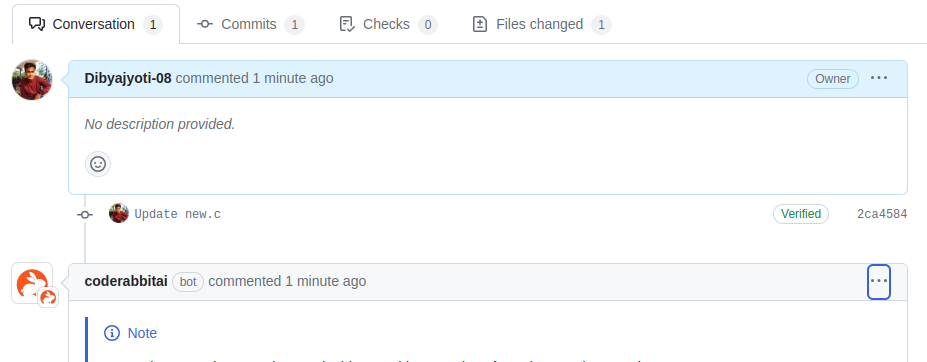 Conversation 1 Commits 1 Checks 0 Files changed 1
Dibyajyoti-08 commented 1 minute ago Owner
No description provided.
Update new.c Verified 2ca4584
coderabbitai bot commented 1 minute ago
Note